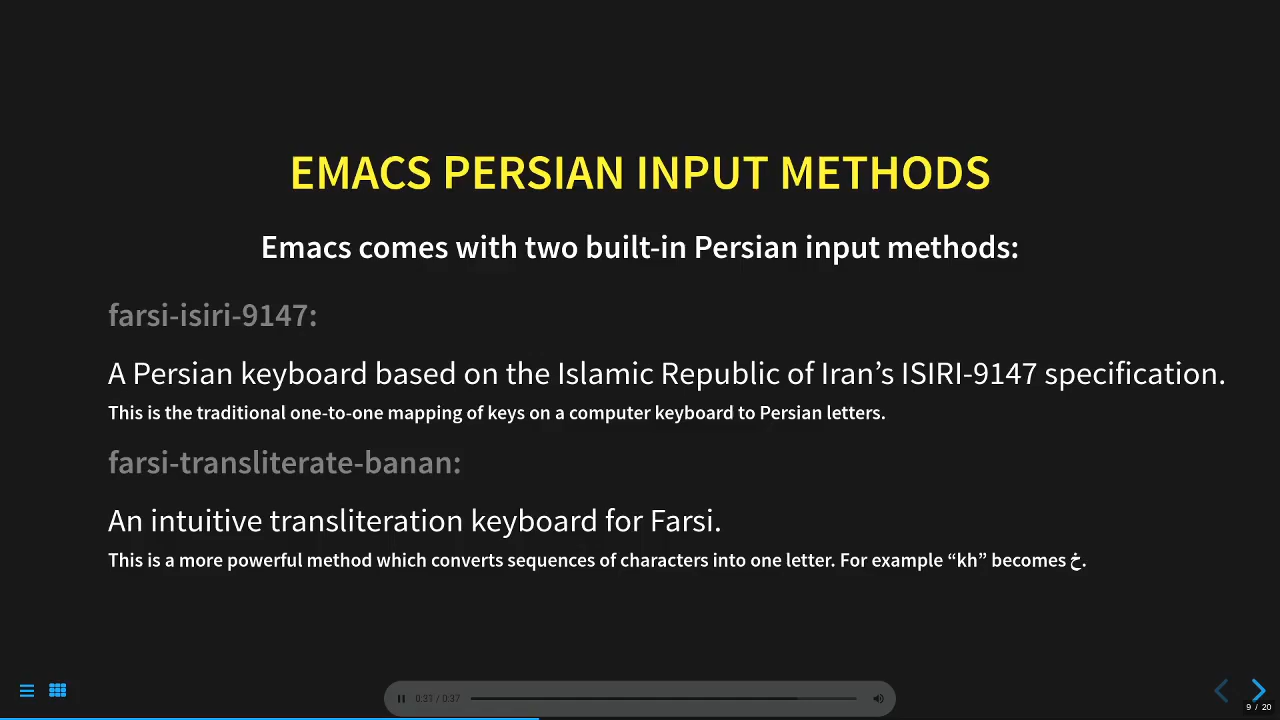 EMACS PERSIAN INPUT METHODS
Emacs comes with two built-in Persian input methods:
farsi-isiri-9147:
A Persian keyboard based on the Islamic Republic of Iran’s ISIRI-9147 specification.
This is the traditional one-to-one mapping of keys on a computer keyboard to Persian letters.
farsi-transliterate-banan:
An intuitive transliteration keyboard for Farsi.
This is a more powerful method which converts sequences of characters into one letter. For example “kh” becomes خ.
0:31 / 0:37
9 / 20